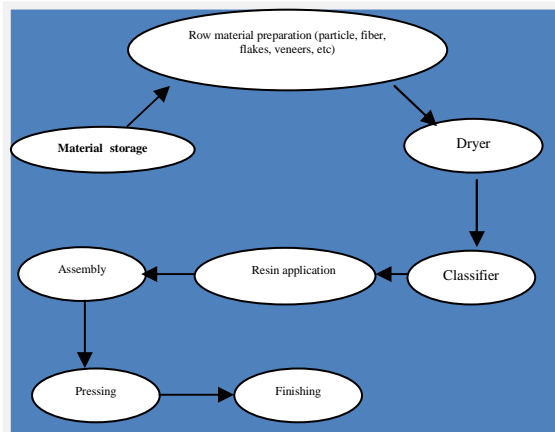 Row material preparation (particle, fiber,
flakes, veneers, etc)
Material storage
Dryer
Assembly
Resin application
Classifier
Pressing
Finishing